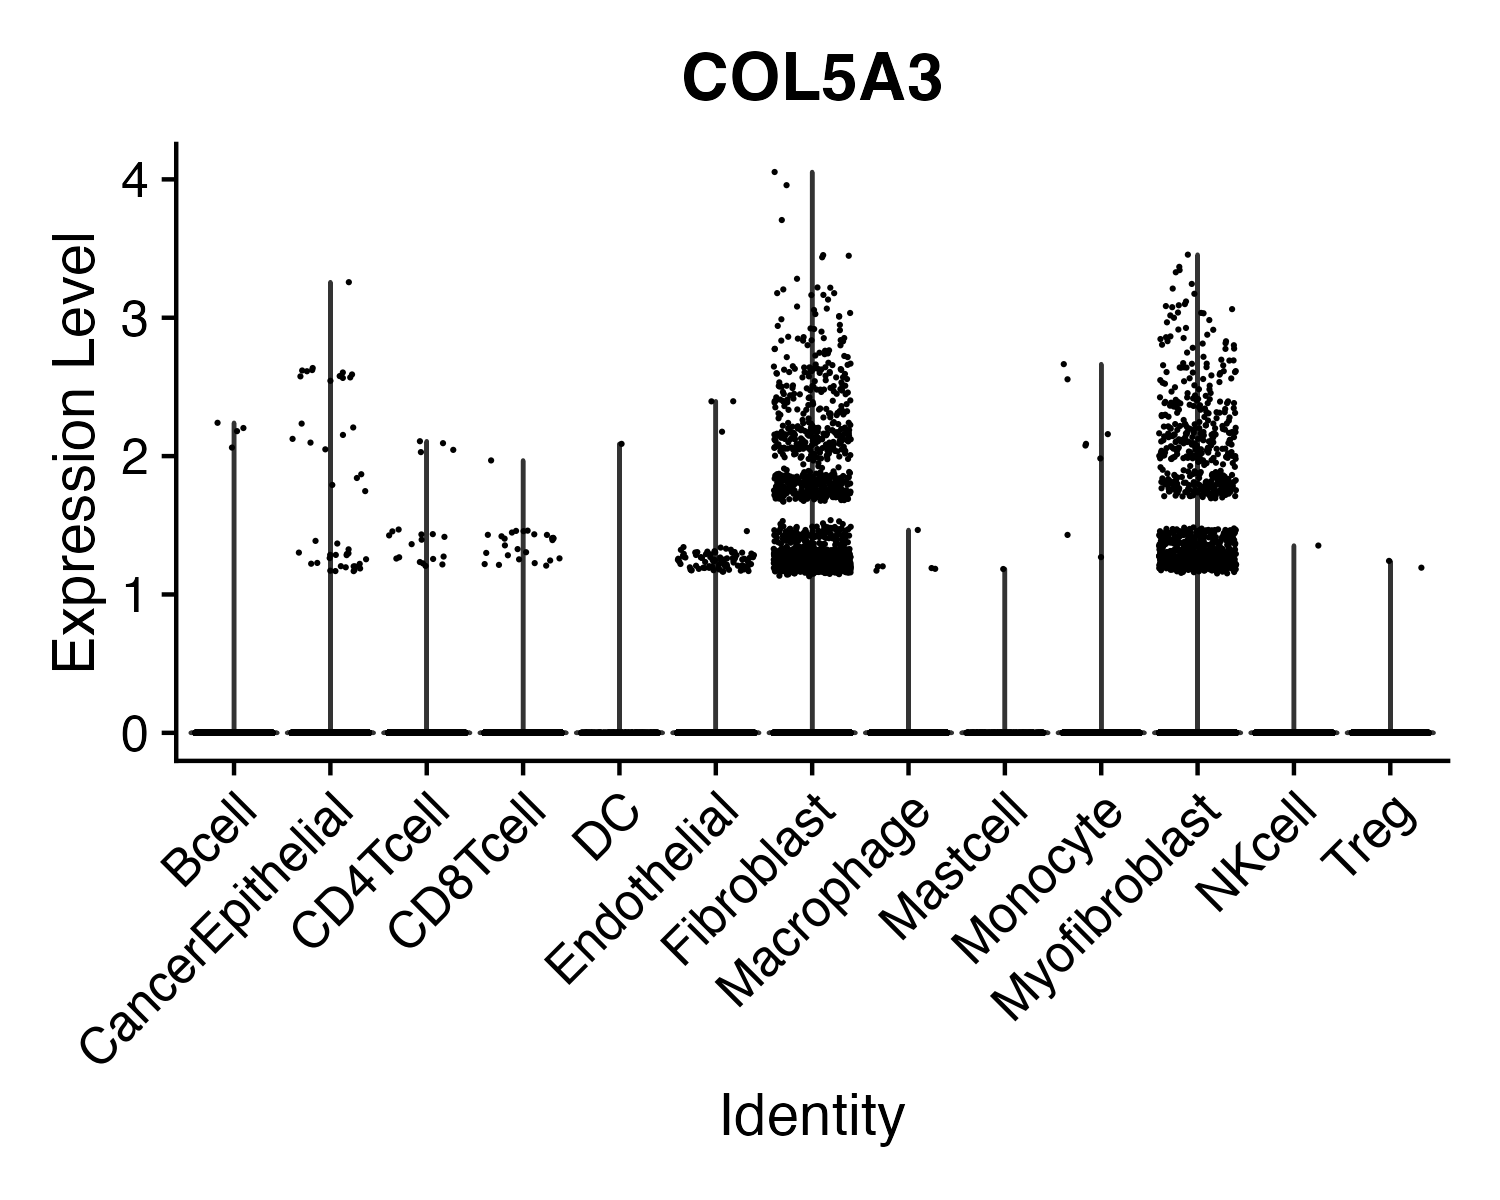 COL5A3
Expression Level
4
3
2
1
0
Bcell
CancerEpithelial
CD4Tcell
CD8Tcell
DC
Endothelial
Fibroblast
Macrophage
Mastcell
Monocyte
Myofibroblast
NKcell
Treg
Identity